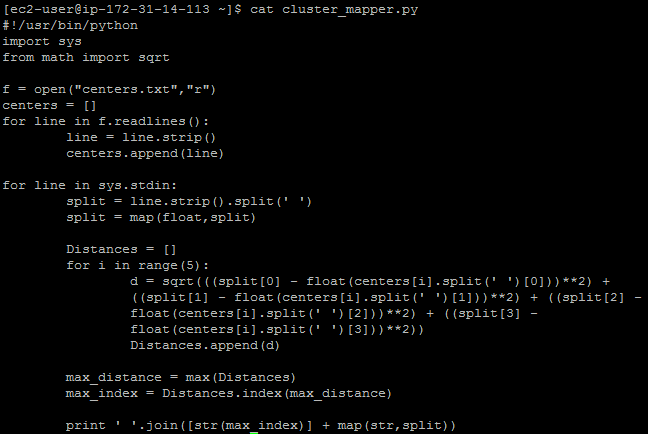 [ec2-user@ip-172-31-14-113 ~]$ cat cluster_mapper.py
#!/usr/bin/python
import sys
from math import sqrt

f = open("centers.txt","r")
centers = []
for line in f.readlines():
        line = line.strip()
        centers.append(line)

for line in sys.stdin:
        split = line.strip().split(' ')
        split = map(float,split)

        Distances = []
        for i in range(5):
                d = sqrt(((split[0] - float(centers[i].split(' ')[0]))**2) +
                ((split[1] - float(centers[i].split(' ')[1]))**2) + ((split[2] -
                float(centers[i].split(' ')[2]))**2) + ((split[3] -
                float(centers[i].split(' ')[3]))**2))
                Distances.append(d)

        max_distance = max(Distances)
        max_index = Distances.index(max_distance)

        print ' '.join([str(max_index)] + map(str,split))